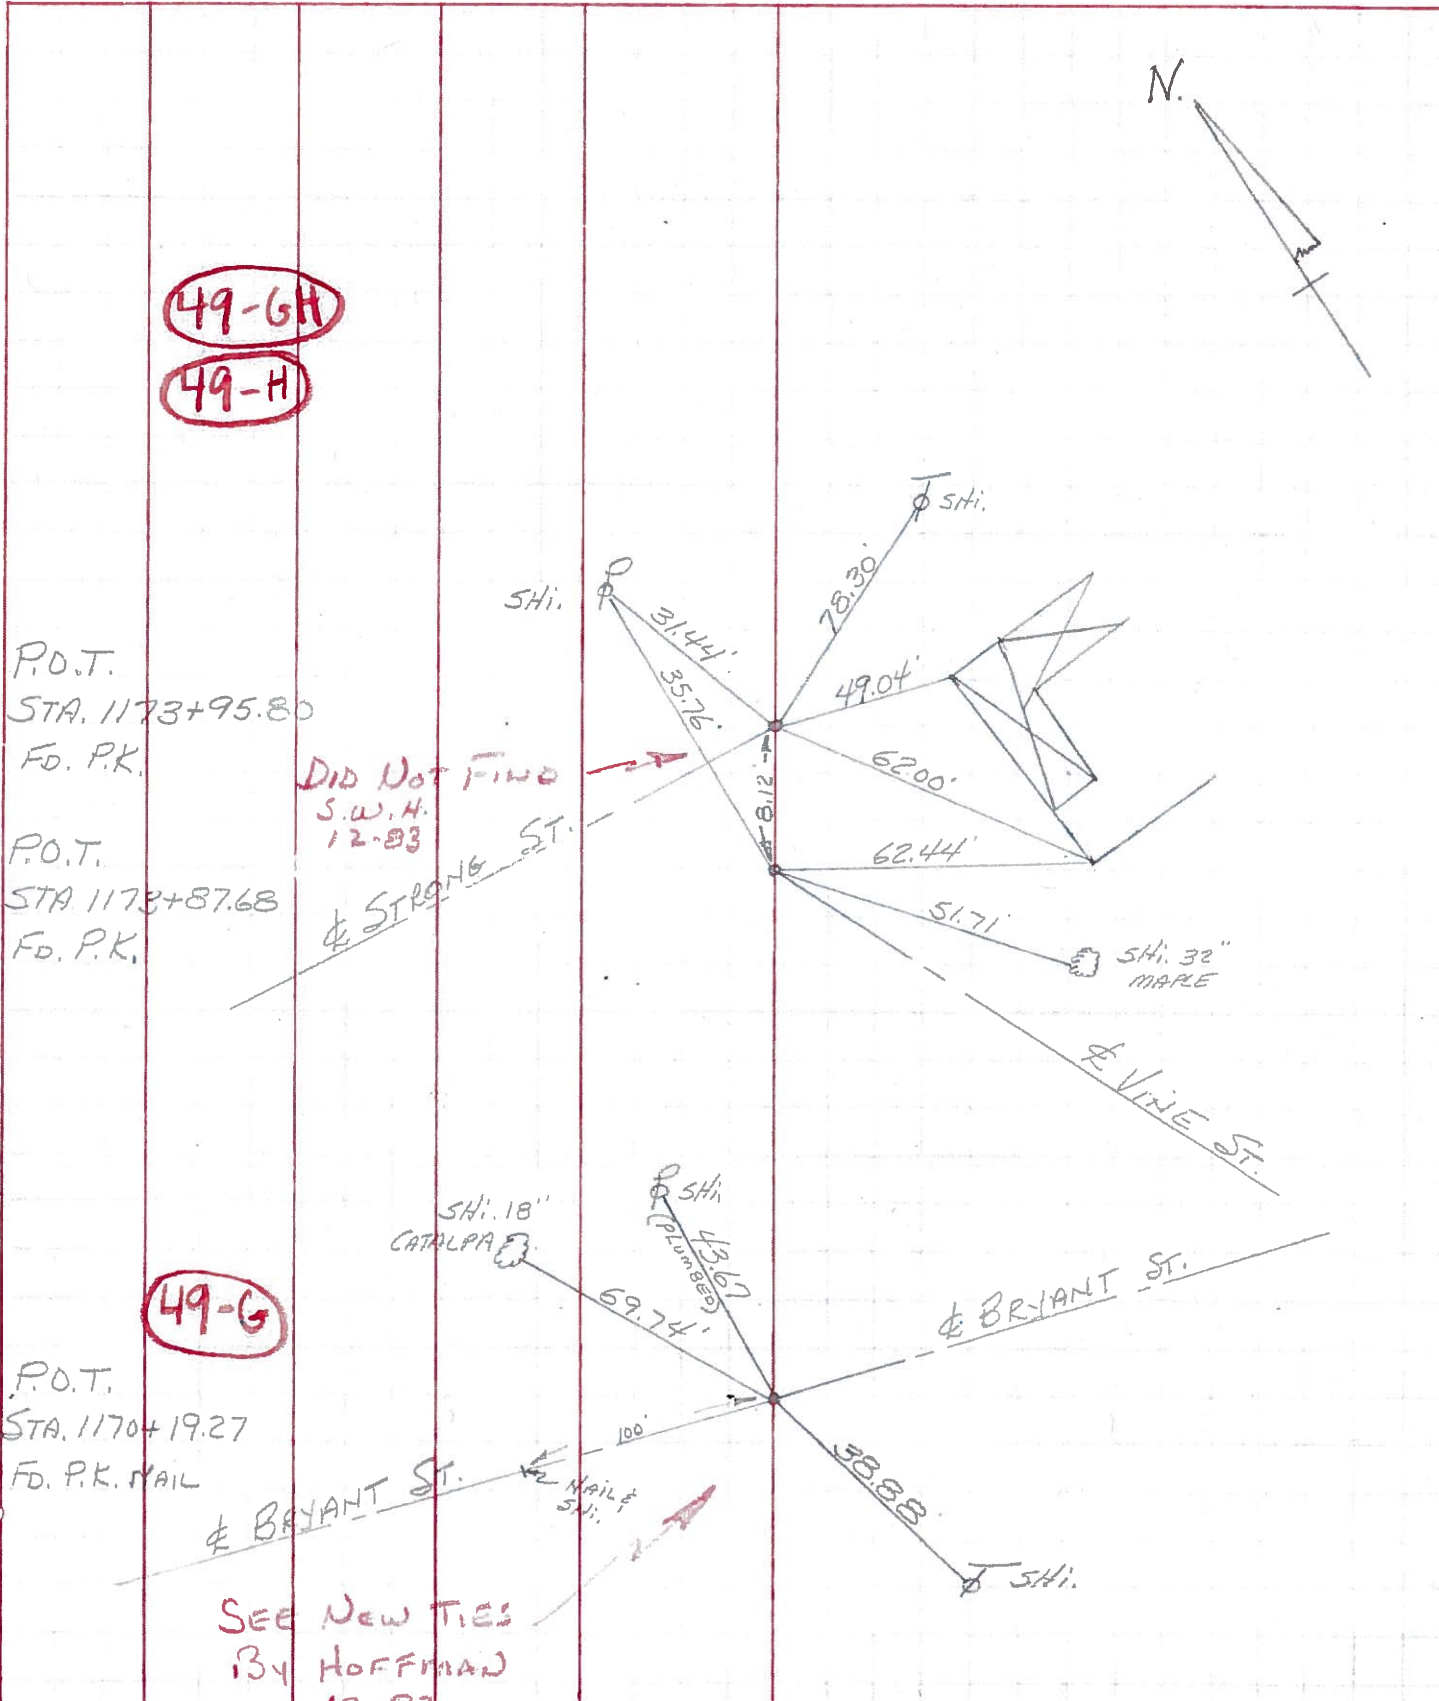 N.
49-GH
49-H
SHi.
SHi.
78.30'
31.44'
35.76'
49.04'
P.O.T.
STA. 1173+95.80
FD. P.K.
DID NOT FIND
S.W.H.
12-83
8.12
62.00'
62.44'
51.71'
P.O.T.
STA 1173+87.68
FD. P.K.
℄ STRONG ST.
SHi. 32"
MAPLE
℄ VINE ST.
SHi. 18"
CATALPA
SHi.
43.67
(PLUMBED)
69.74'
49-G
℄ BRYANT ST.
P.O.T.
STA. 1170+19.27
FD. P.K. NAIL
100'
NAIL &
SHi.
℄ BRYANT ST.
38.88
SHi.
SEE NEW TIES
By HOFFMAN